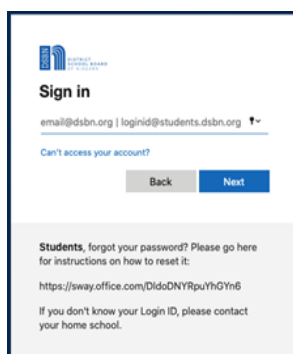 DSBN
DISTRICT
SCHOOL BOARD
OF NIAGARA
Sign in
email@dsbn.org | loginid@students.dsbn.org
Can't access your account?
Back
Next
Students, forgot your password? Please go here
for instructions on how to reset it:
https://sway.office.com/DldoDNYRpuYhGYn6
If you don't know your Login ID, please contact
your home school.